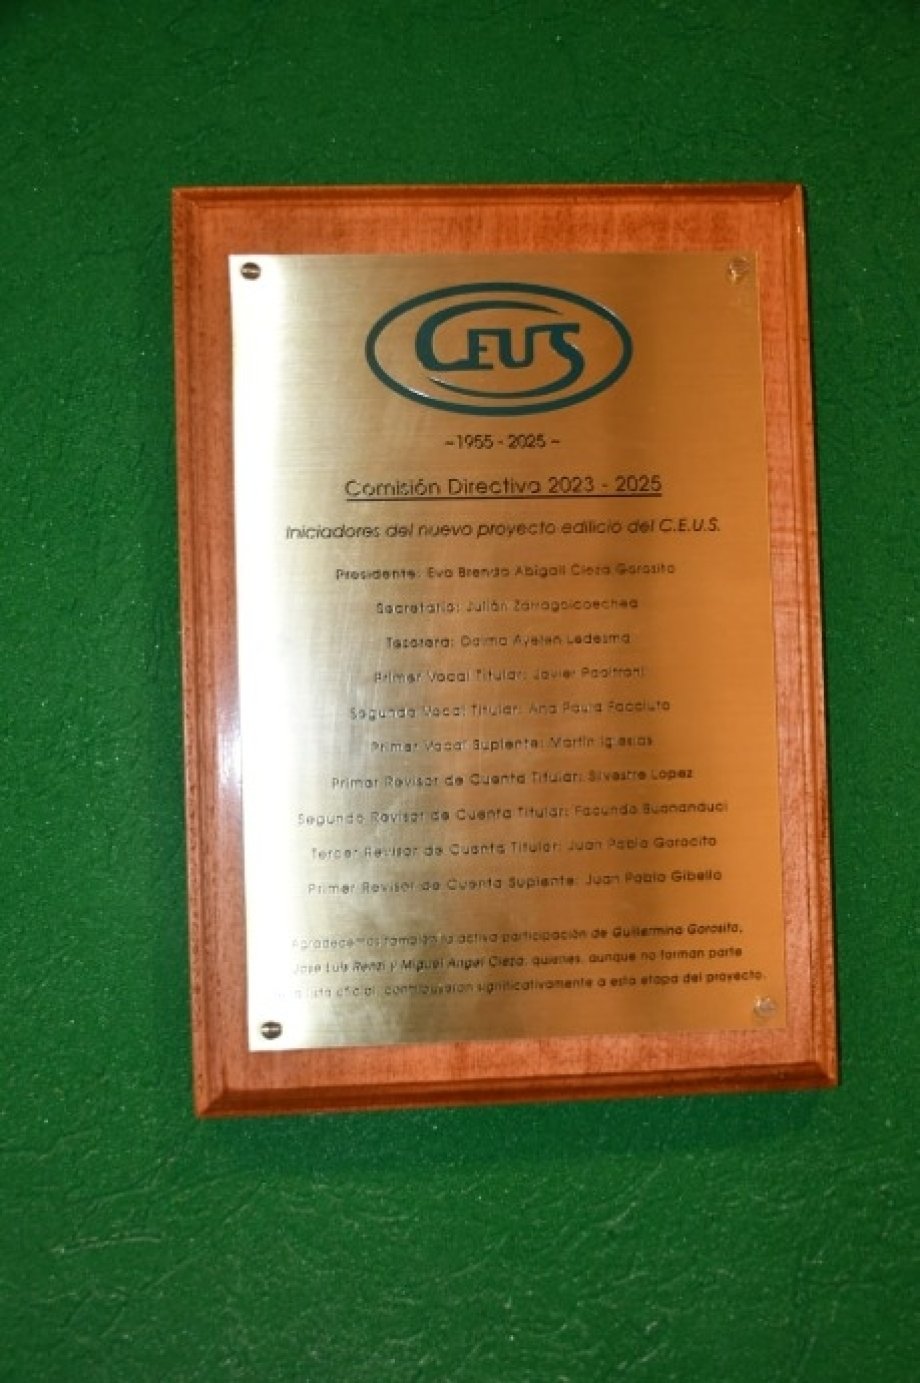 CEUS
~1955 - 2025 ~
Comisión Directiva 2023 - 2025
Iniciadores del nuevo proyecto edilicio del C.E.U.S.
Presidente: Eva Brenda Abigail Cieza Gorosito
Secretario: Julián Zarragoicoechea
Tesorera: Daima Ayelen Ledesma
Primer Vocal Titular: Javier
Segundo Vocal Titular: Ana Paula Facciuto
Primer Vocal Suplente: Martín Iglesias
Primer Revisor de Cuenta Titular: Silvestre Lopez
Segundo Revisor de Cuenta Titular: Facundo Buonanduci
Tercer Revisor de Cuenta Titular: Juan Pablo Garacito
Primer Revisor de Cuenta Suplente: Juan Pablo Gibello
Agradecemos también la activa participación de Guillermina Gorosito,
José Luis Renzi y Miguel Angel Cieza, quienes, aunque no forman parte
lista oficial, contribuyeron significativamente a esta etapa del proyecto.